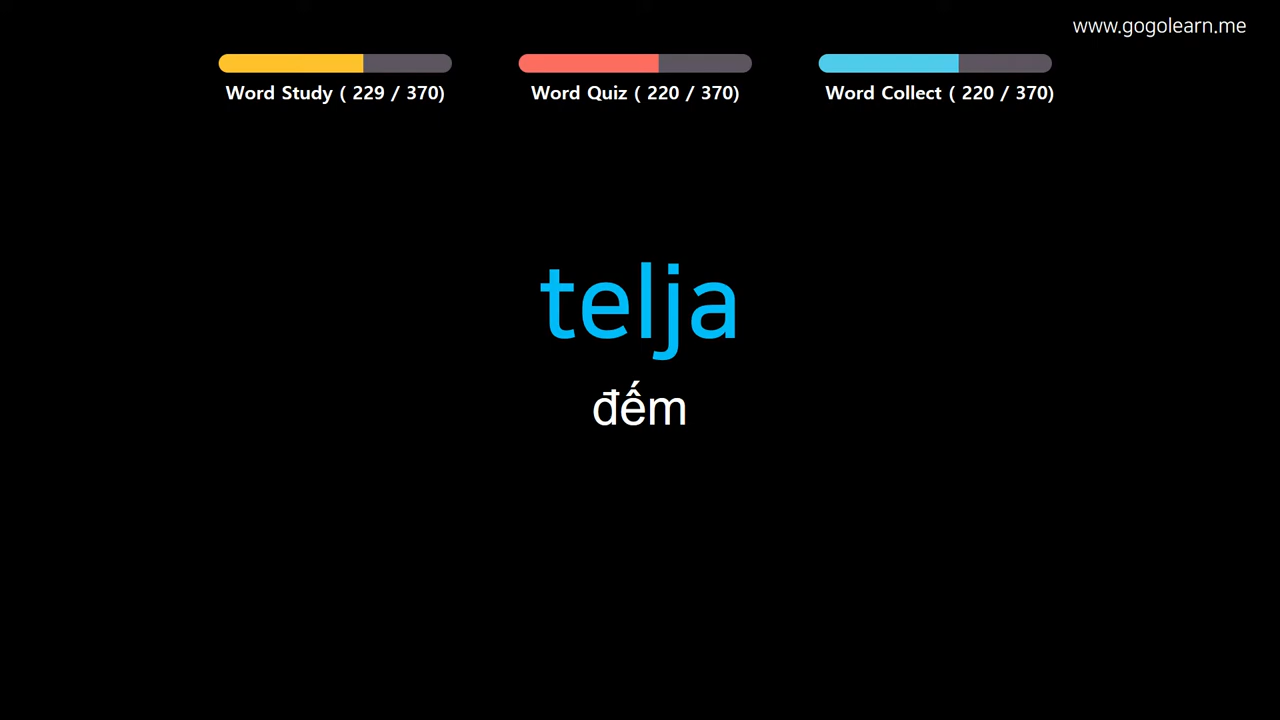 www.gogolearn.me
Word Study ( 229 / 370)
Word Quiz ( 220 / 370)
Word Collect ( 220 / 370)
telja
đếm